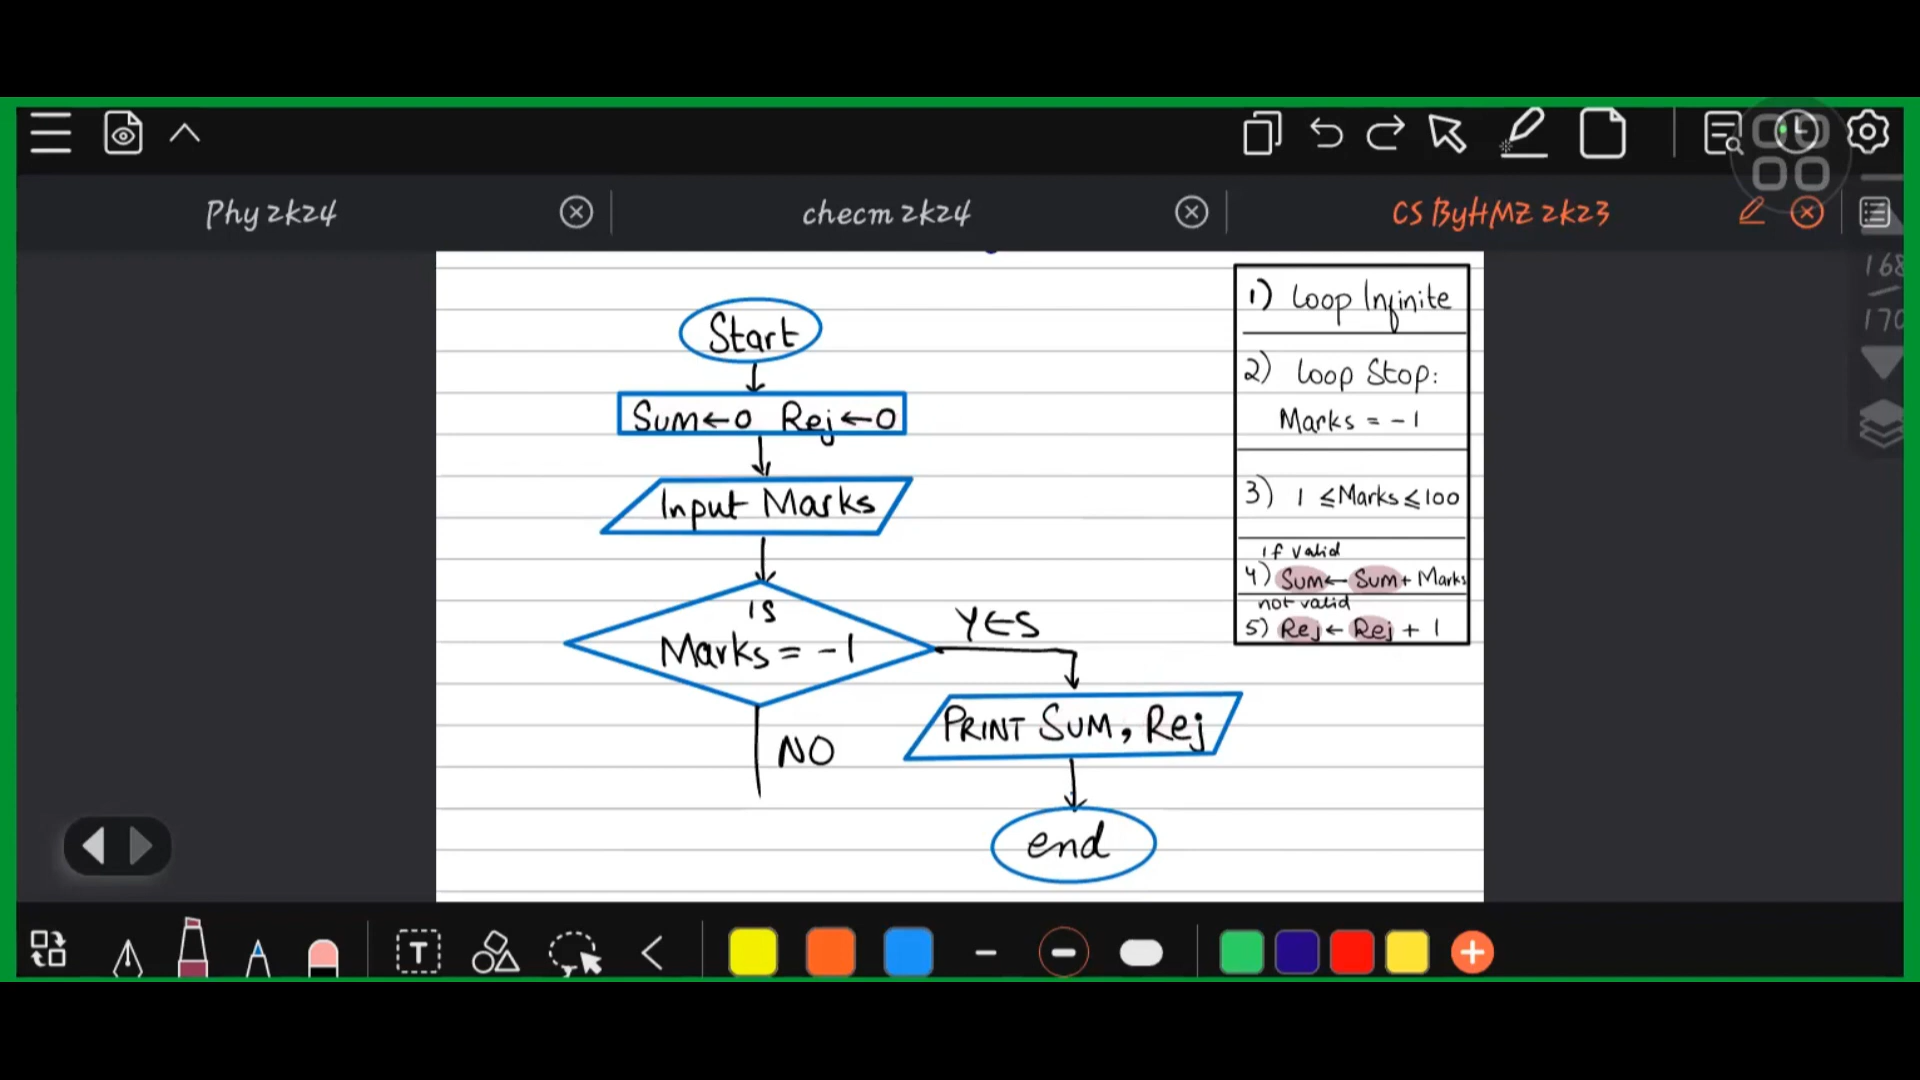 Phy 2k24
checm 2k24
CS ByHMZ 2k23
168
170
Start
Sum←0 Rej←0
Input Marks
is
Marks = -1
YES
NO
PRINT SUM, Rej
end
1) Loop Infinite
2) Loop Stop:
Marks = -1
3) 1 ≤Marks≤100
if valid
4) Sum←Sum+Marks
not valid
5) Rej←Rej + 1
T